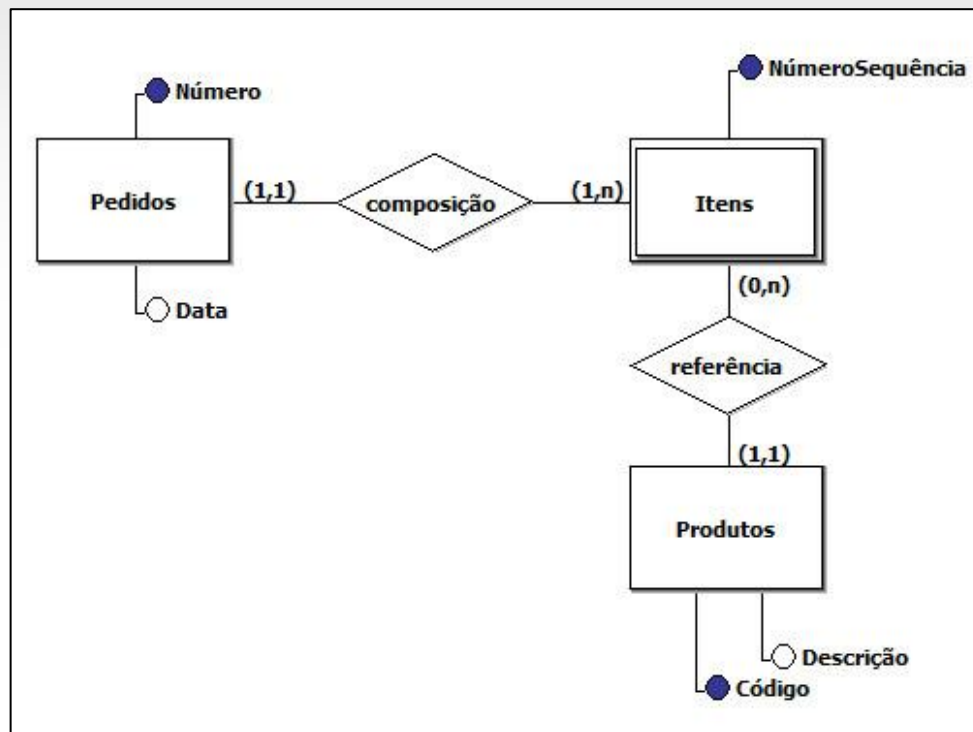 NúmeroSequência
Número
Pedidos
(1,1)
composição
(1,n)
Itens
(0,n)
Data
referência
(1,1)
Produtos
Descrição
Código